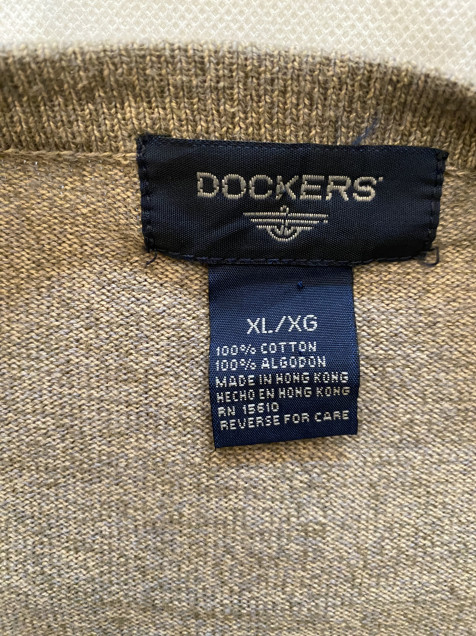 DOCKERS®
XL/XG
100% COTTON
100% ALGODON
MADE IN HONG KONG
HECHO EN HONG KONG
RN 15610
REVERSE FOR CARE